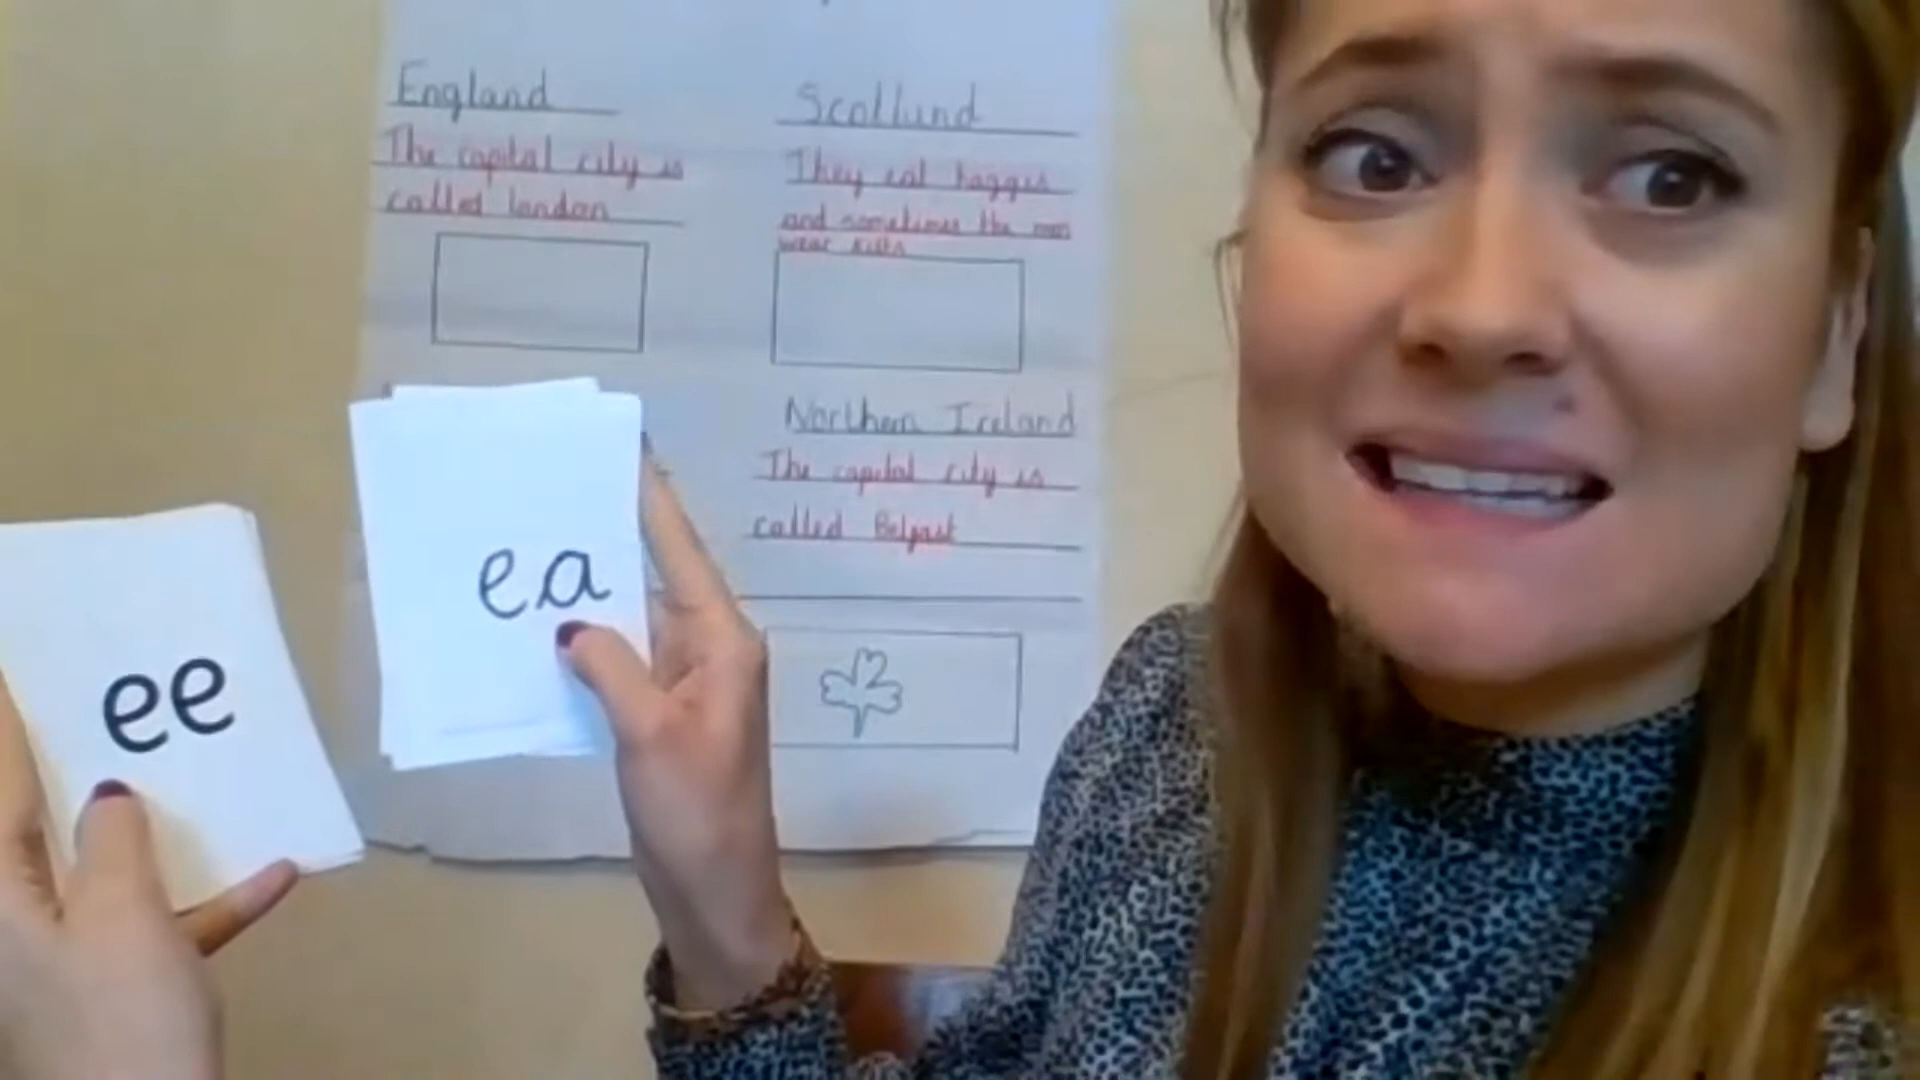 England
The capital city is
called london
Scotland
They eat haggis
and sometimes the men
wear kilts
Northern Ireland
The capital city is
called Belfast
ea
ee